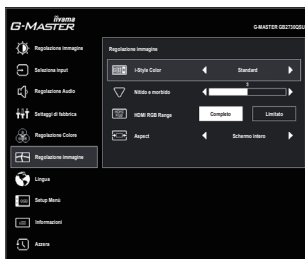 iiyama
G-MASTER
G-MASTER GB2730QSU
Regolazione immagine
Seleziona input
Regolazione Audio
Settaggi di fabbrica
Regolazione Colore
Regolazione immagine
Lingua
Setup Menù
Informazioni
Azzera
Regolazione immagine
i-Style Color
Standard
Nitido e morbido
3
HDMI RGB Range
Completo
Limitato
Aspect
Schermo intero